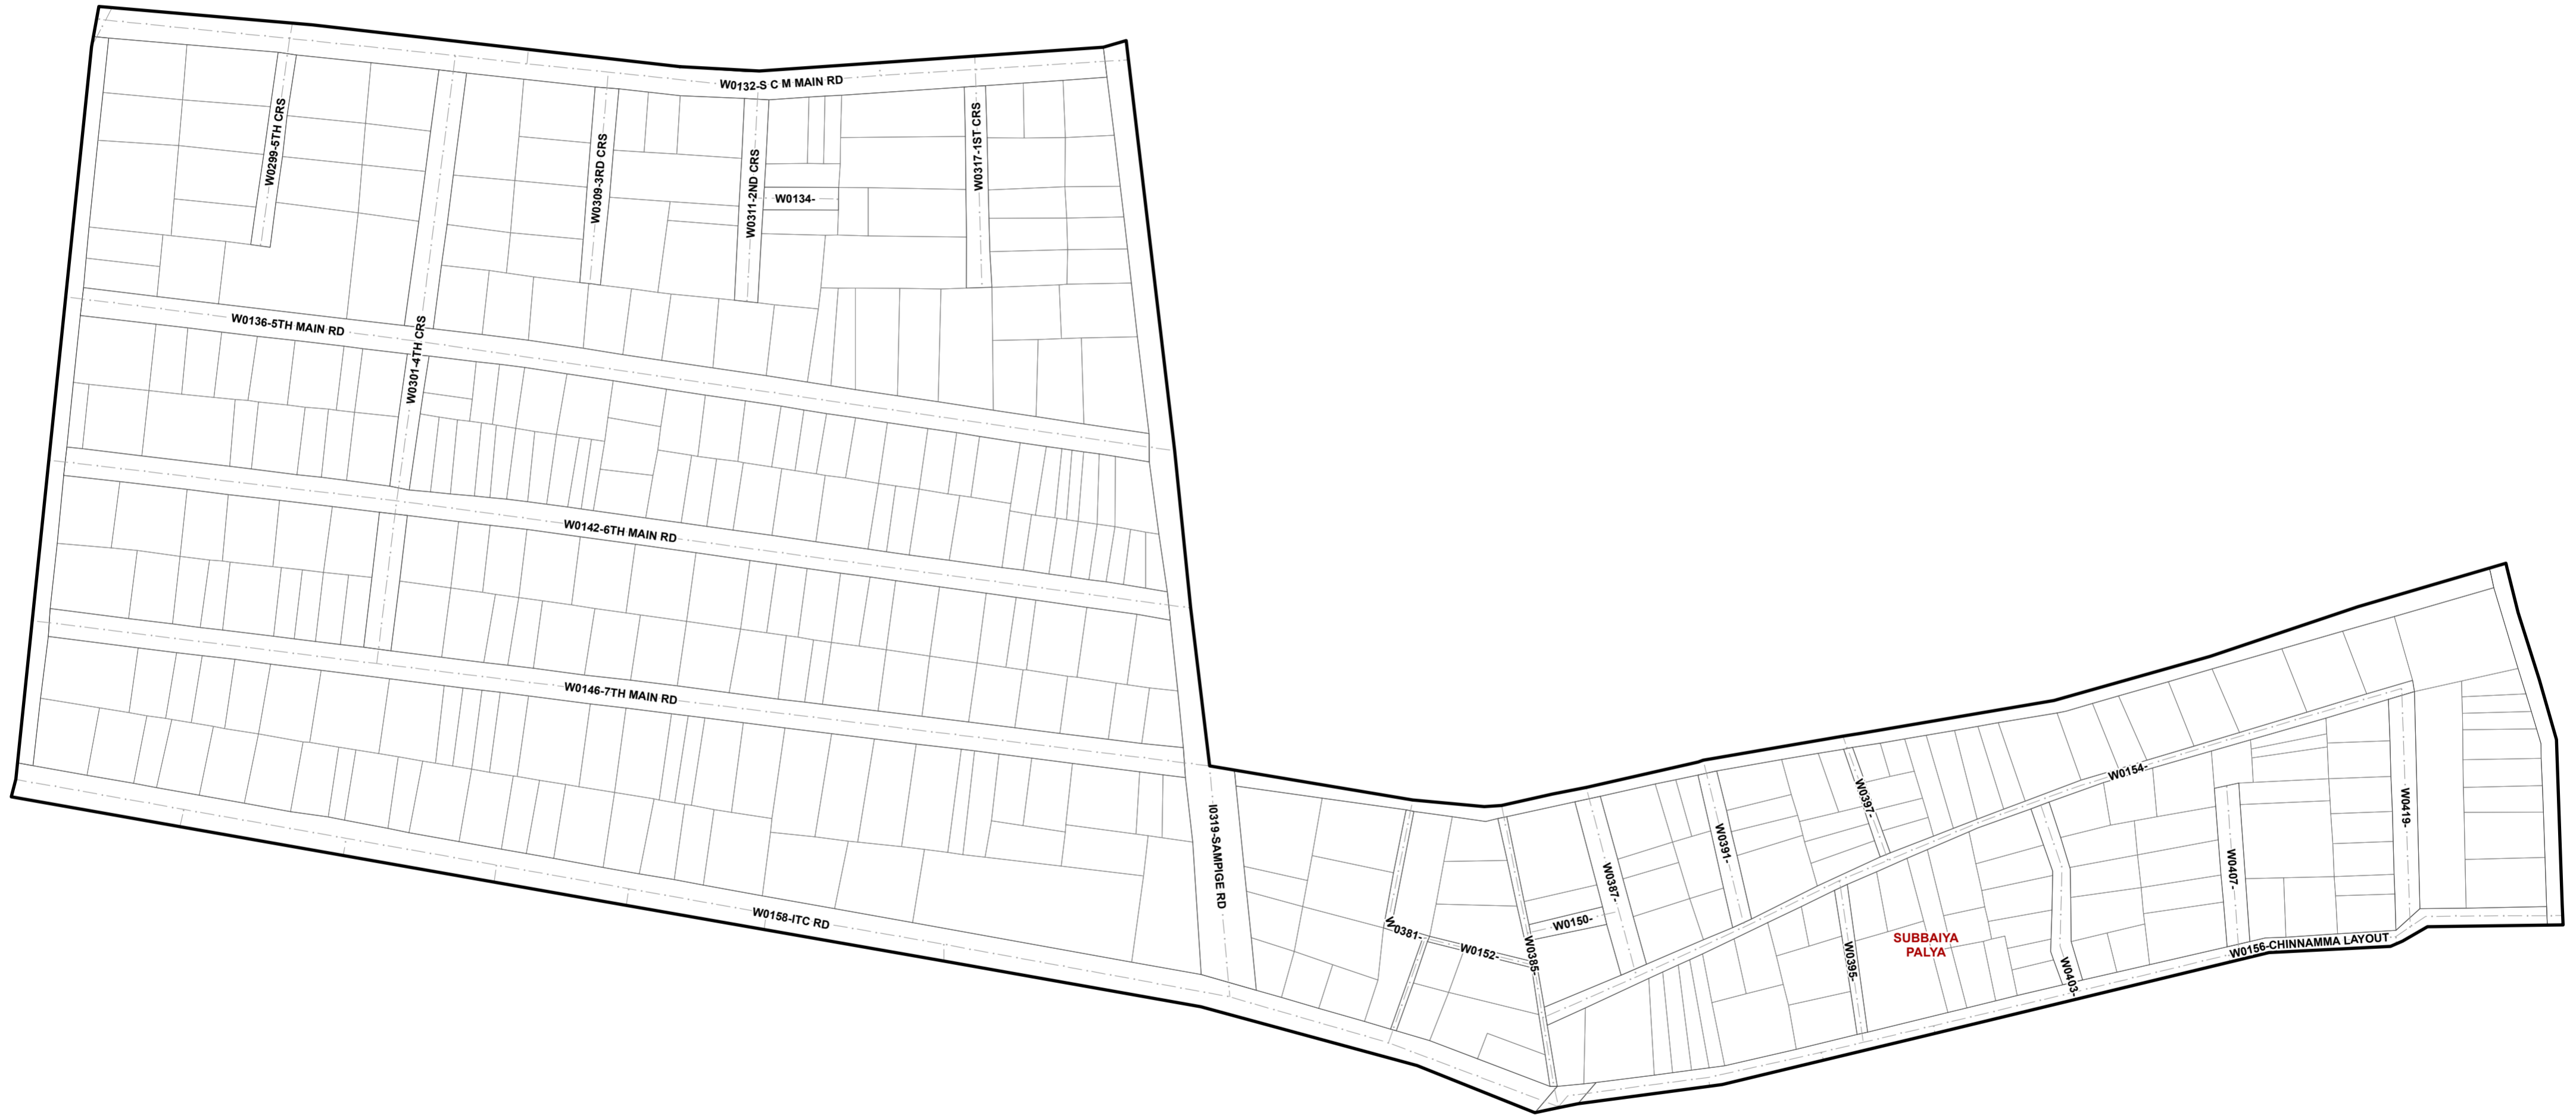 W0132-S C M MAIN RD
W0299-5TH CRS
W0309-3RD CRS
W0311-2ND CRS
W0317-1ST CRS
W0134-
W0136-5TH MAIN RD
W0301-4TH CRS
W0142-6TH MAIN RD
W0146-7TH MAIN RD
W0158-ITC RD
I0319-SAMPIGE RD
W0381-
W0152-
W0385-
W0150-
W0387-
W0391-
W0397-
W0395-
SUBBAIYA
PALYA
W0403-
W0154-
W0407-
W0419-
W0156-CHINNAMMA LAYOUT